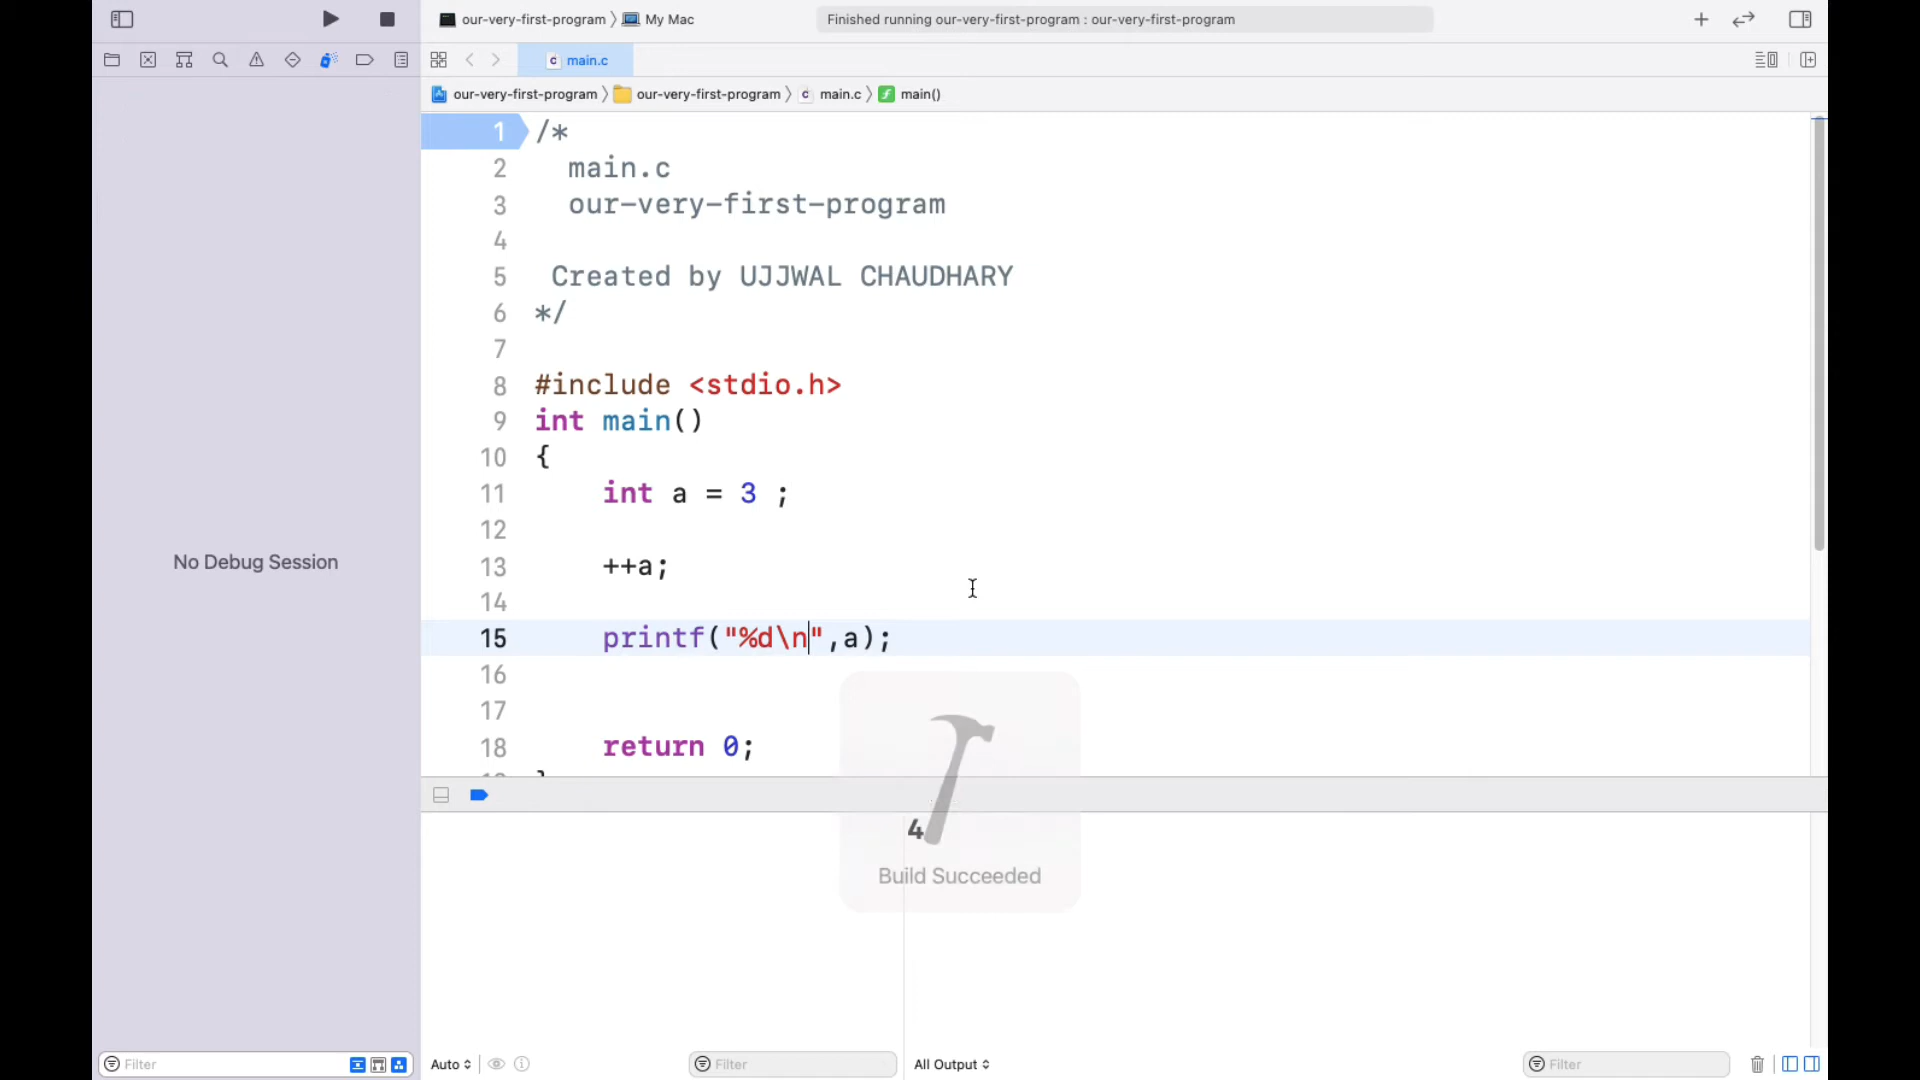 our-very-first-program 〉 My Mac
Finished running our-very-first-program : our-very-first-program
main.c
our-very-first-program 〉 our-very-first-program 〉 main.c 〉 main()
1 /*
2 main.c
3 our-very-first-program
4
5 Created by UJJWAL CHAUDHARY
6 */
7
8 #include <stdio.h>
9 int main()
10 {
11 int a = 3 ;
12
13 ++a;
14
15 printf("%d\n",a);
16
17
18 return 0;
No Debug Session
4
Build Succeeded
Filter
Auto
Filter
All Output
Filter